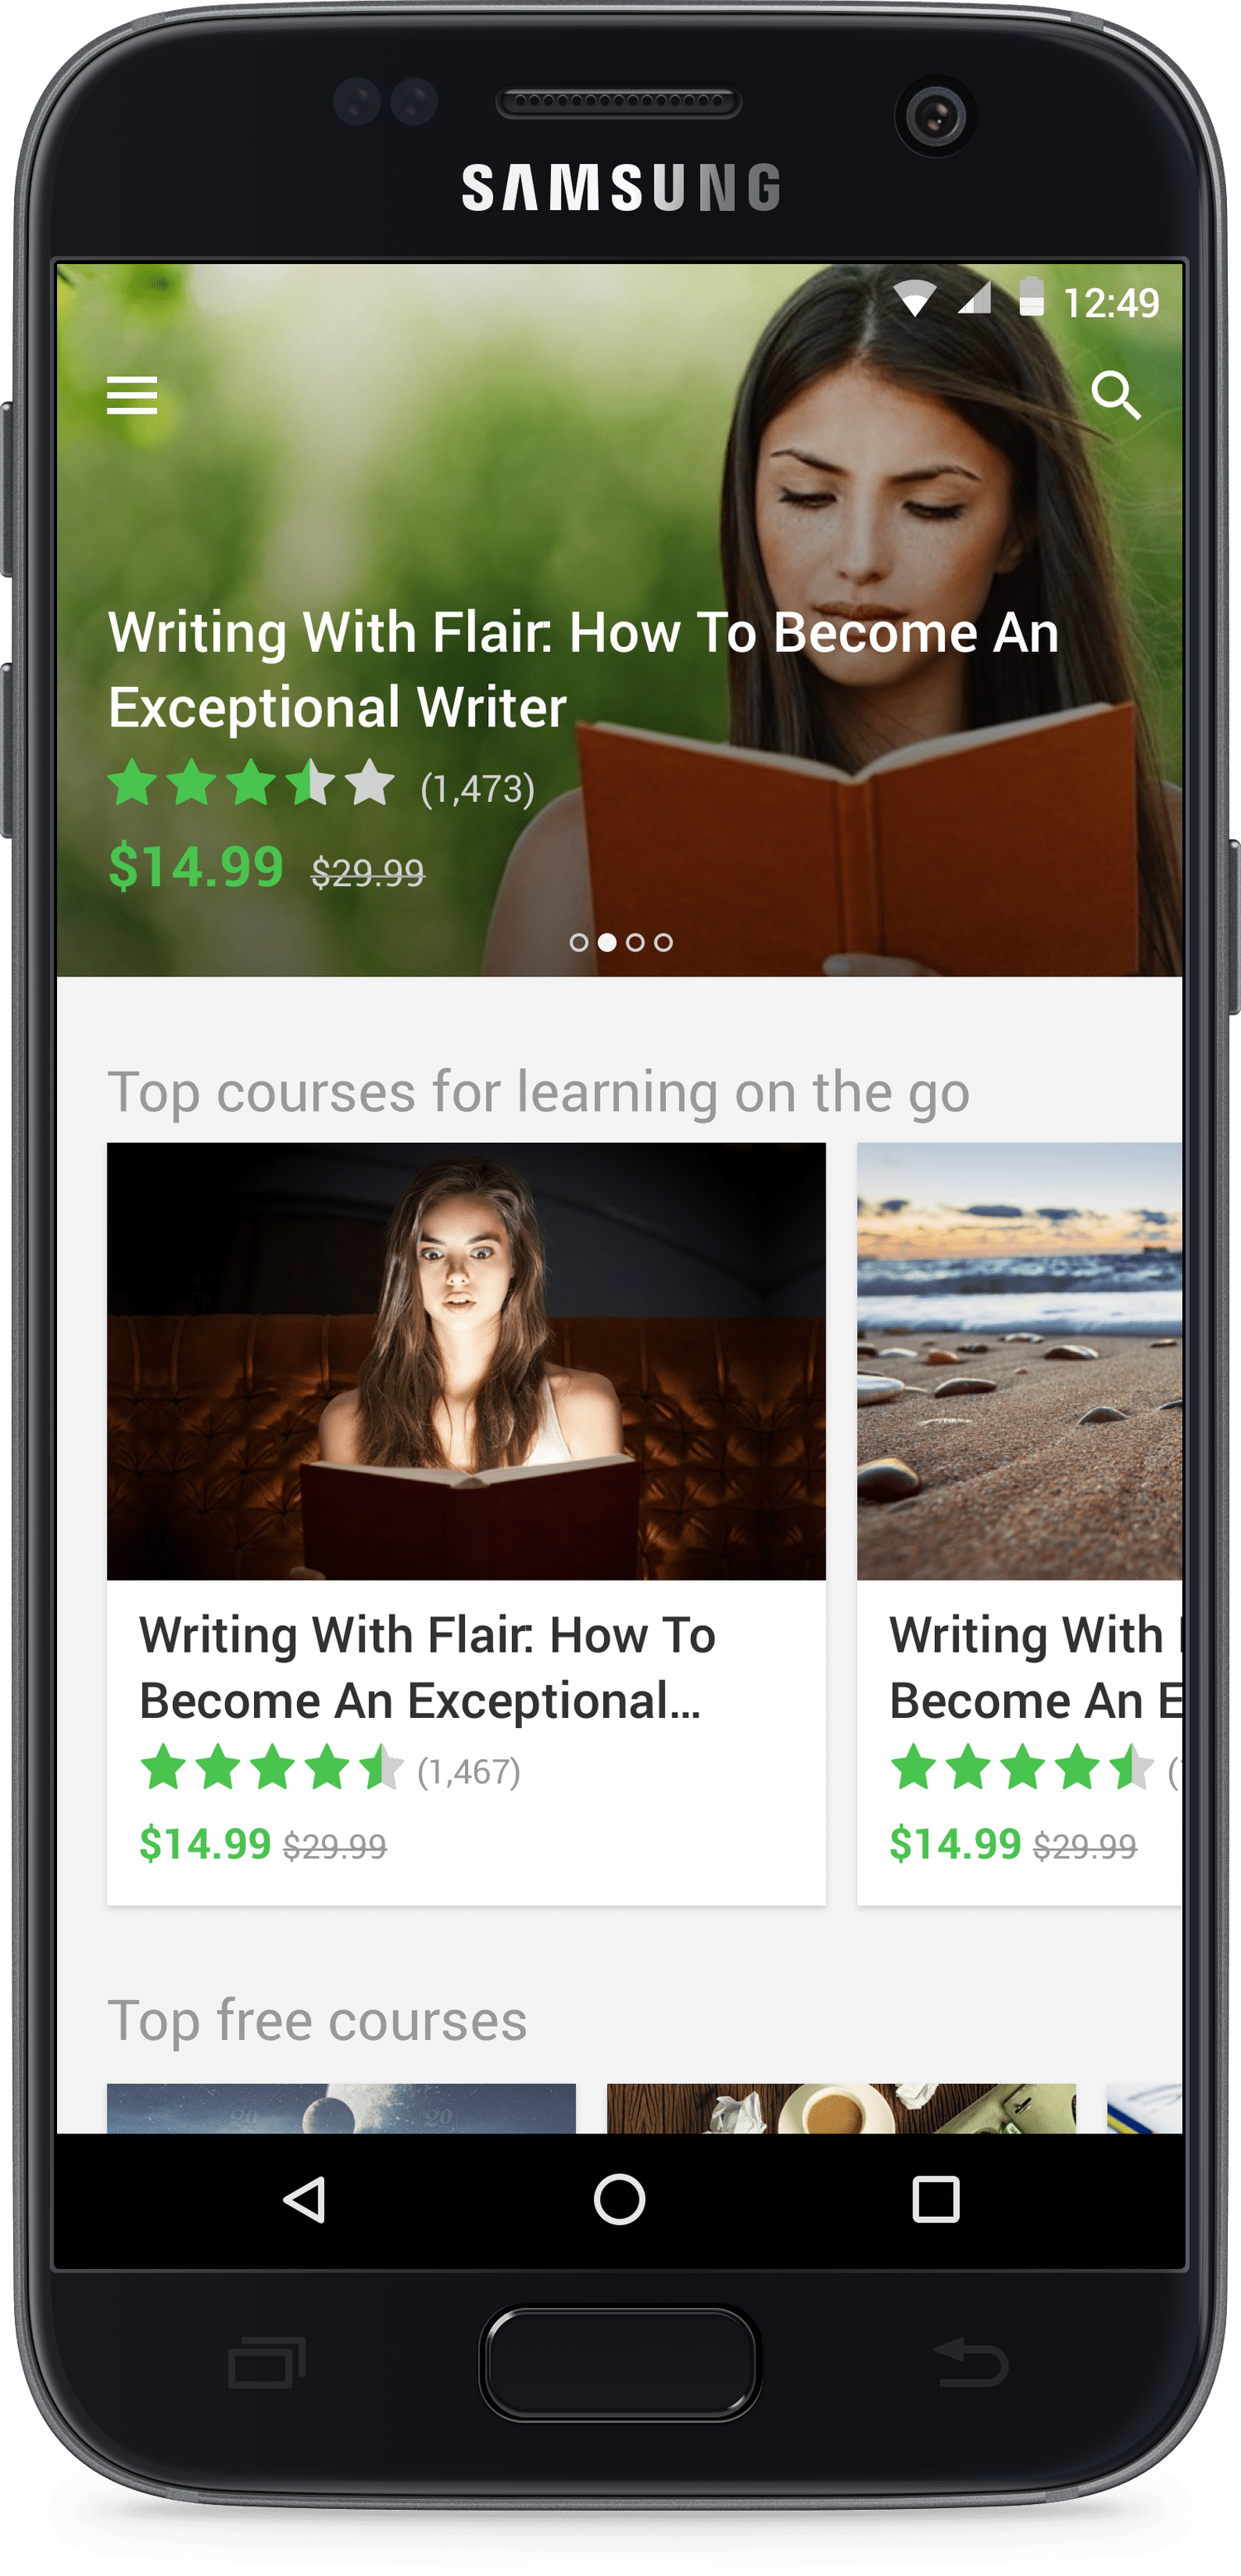 SAMSUNG
12:49
Writing With Flair: How To Become An
Exceptional Writer
(1,473)
$14.99 $29.99
Top courses for learning on the go
Writing With Flair: How To
Become An Exceptional...
(1,467)
$14.99 $29.99
Writing With
Become An E
$14.99 $29.99
Top free courses